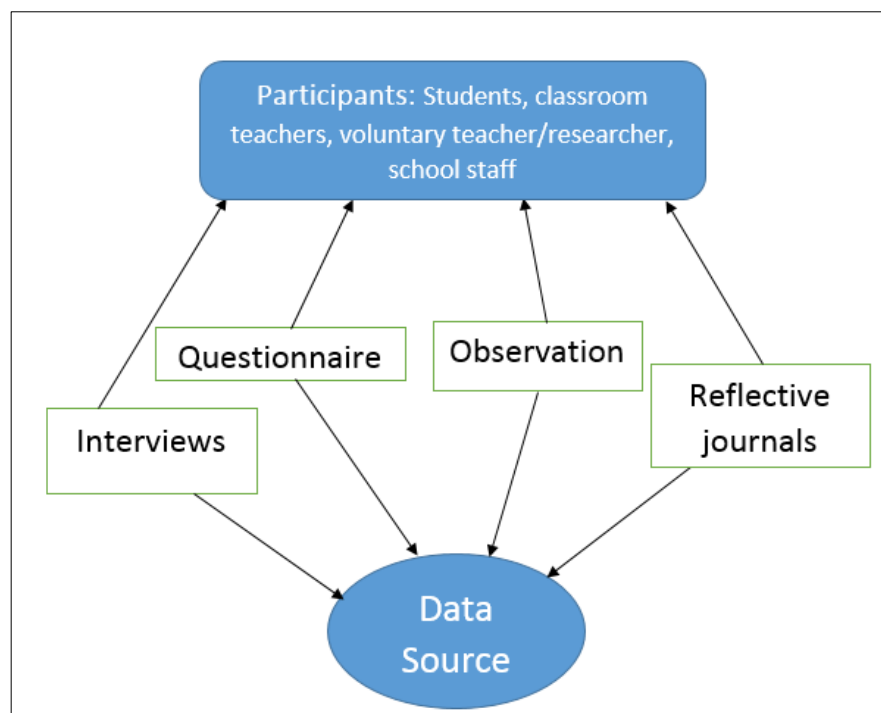 Participants: Students, classroom
teachers, voluntary teacher/researcher,
school staff
Questionnaire
Observation
Interviews
Reflective
journals
Data
Source